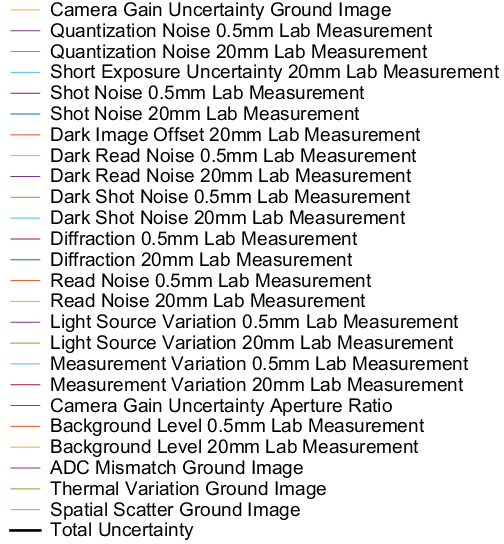 Camera Gain Uncertainty Ground Image
Quantization Noise 0.5mm Lab Measurement
Quantization Noise 20mm Lab Measurement
Short Exposure Uncertainty 20mm Lab Measurement
Shot Noise 0.5mm Lab Measurement
Shot Noise 20mm Lab Measurement
Dark Image Offset 20mm Lab Measurement
Dark Read Noise 0.5mm Lab Measurement
Dark Read Noise 20mm Lab Measurement
Dark Shot Noise 0.5mm Lab Measurement
Dark Shot Noise 20mm Lab Measurement
Diffraction 0.5mm Lab Measurement
Diffraction 20mm Lab Measurement
Read Noise 0.5mm Lab Measurement
Read Noise 20mm Lab Measurement
Light Source Variation 0.5mm Lab Measurement
Light Source Variation 20mm Lab Measurement
Measurement Variation 0.5mm Lab Measurement
Measurement Variation 20mm Lab Measurement
Camera Gain Uncertainty Aperture Ratio
Background Level 0.5mm Lab Measurement
Background Level 20mm Lab Measurement
ADC Mismatch Ground Image
Thermal Variation Ground Image
Spatial Scatter Ground Image
Total Uncertainty